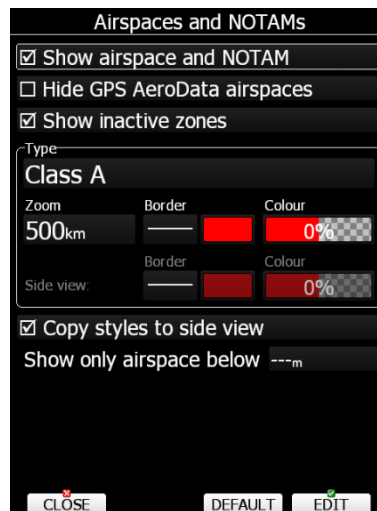 Airspaces and NOTAMs
Show airspace and NOTAM
Hide GPS AeroData airspaces
Show inactive zones
Type
Class A
Zoom Border Colour
500km 0%
Border Colour
Side view: 0%
Copy styles to side view
Show only airspace below ---m
CLOSE DEFAULT EDIT